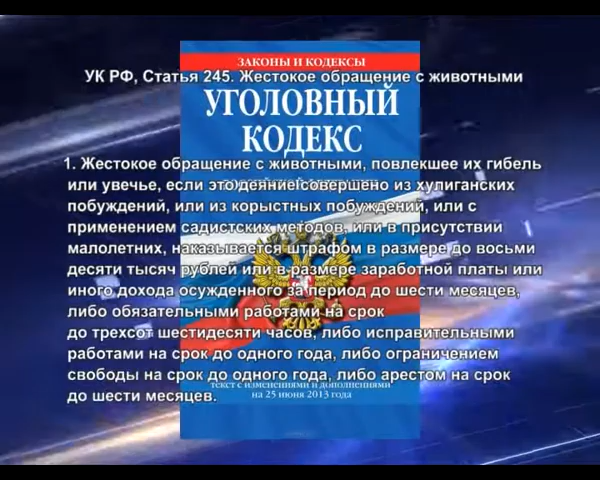 ЗАКОНЫ И КОДЕКСЫ
УК РФ, Статья 245. Жестокое обращение с животными
УГОЛОВНЫЙ
КОДЕКС
1. Жестокое обращение с животными, повлекшее их гибель
или увечье, если это деяние совершено из хулиганских
побуждений, или из корыстных побуждений, или с
применением садистских методов, или в присутствии
малолетних, наказывается штрафом в размере до восьми
десяти тысяч рублей или в размере заработной платы или
иного дохода осужденного за период до шести месяцев,
либо обязательными работами на срок
до трехсот шестидесяти часов, либо исправительными
работами на срок до одного года, либо ограничением
свободы на срок до одного года, либо арестом на срок
до шести месяцев.
текст с изменениями и дополнениями
на 25 июня 2013 года